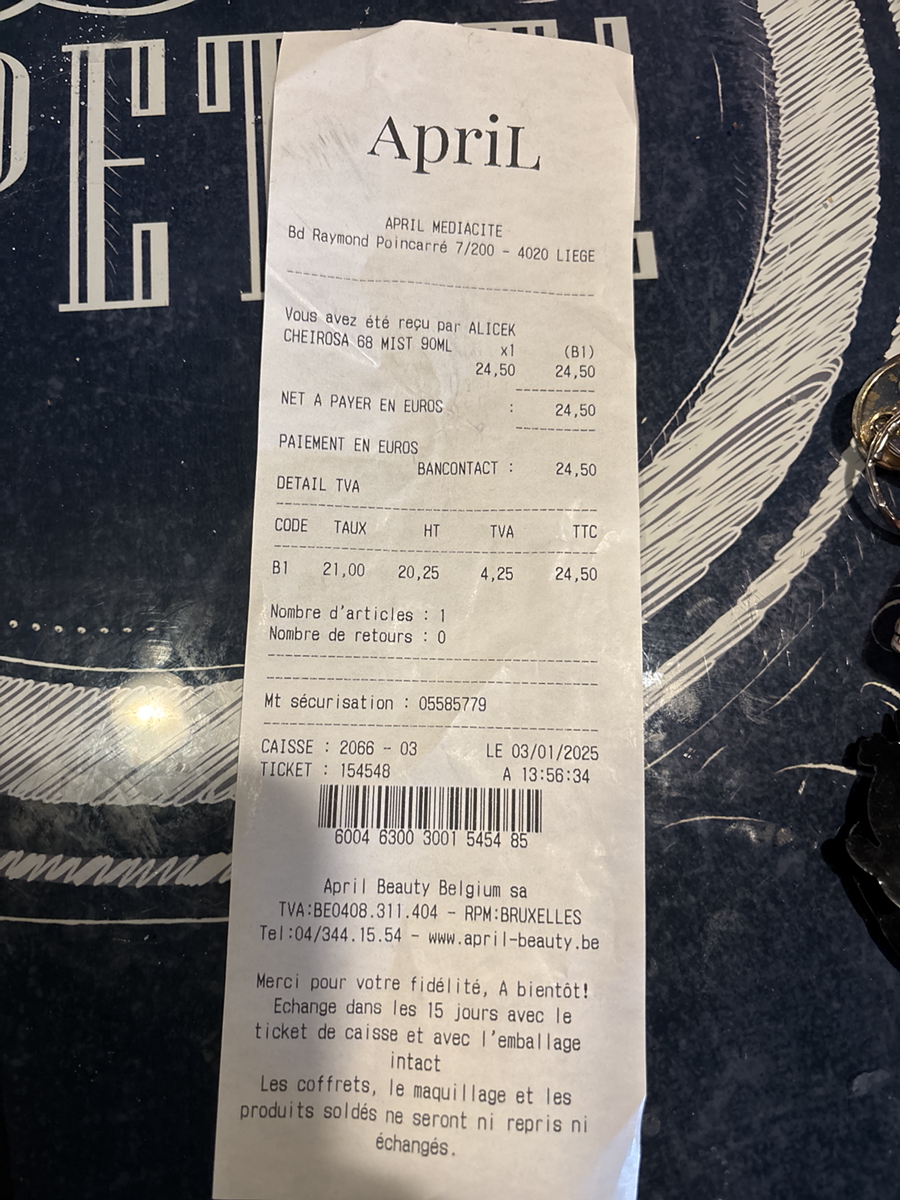 AprilL
APRIL MEDIACITE
Bd Raymond Poincarré 7/200 - 4020 LIEGE
Vous avez été reçu par ALICEK
CHEIROSA 68 MIST 90ML x1 (B1)
24,50 24,50
NET A PAYER EN EUROS : 24,50
PAIEMENT EN EUROS
BANCONTACT : 24,50
DETAIL TVA
CODE TAUX HT TVA TTC
B1 21,00 20,25 4,25 24,50
Nombre d'articles : 1
Nombre de retours : 0
Mt sécurisation : 05585779
CAISSE : 2066 - 03 LE 03/01/2025
TICKET : 154548 A 13:56:34
6004 6300 3001 5454 85
April Beauty Belgium sa
TVA:BE0408.311.404 - RPM:BRUXELLES
Tel:04/344.15.54 - www.april-beauty.be
Merci pour votre fidélité, A bientôt!
Echange dans les 15 jours avec le
ticket de caisse et avec l'emballage
intact
Les coffrets, le maquillage et les
produits soldés ne seront ni repris ni
échangés.